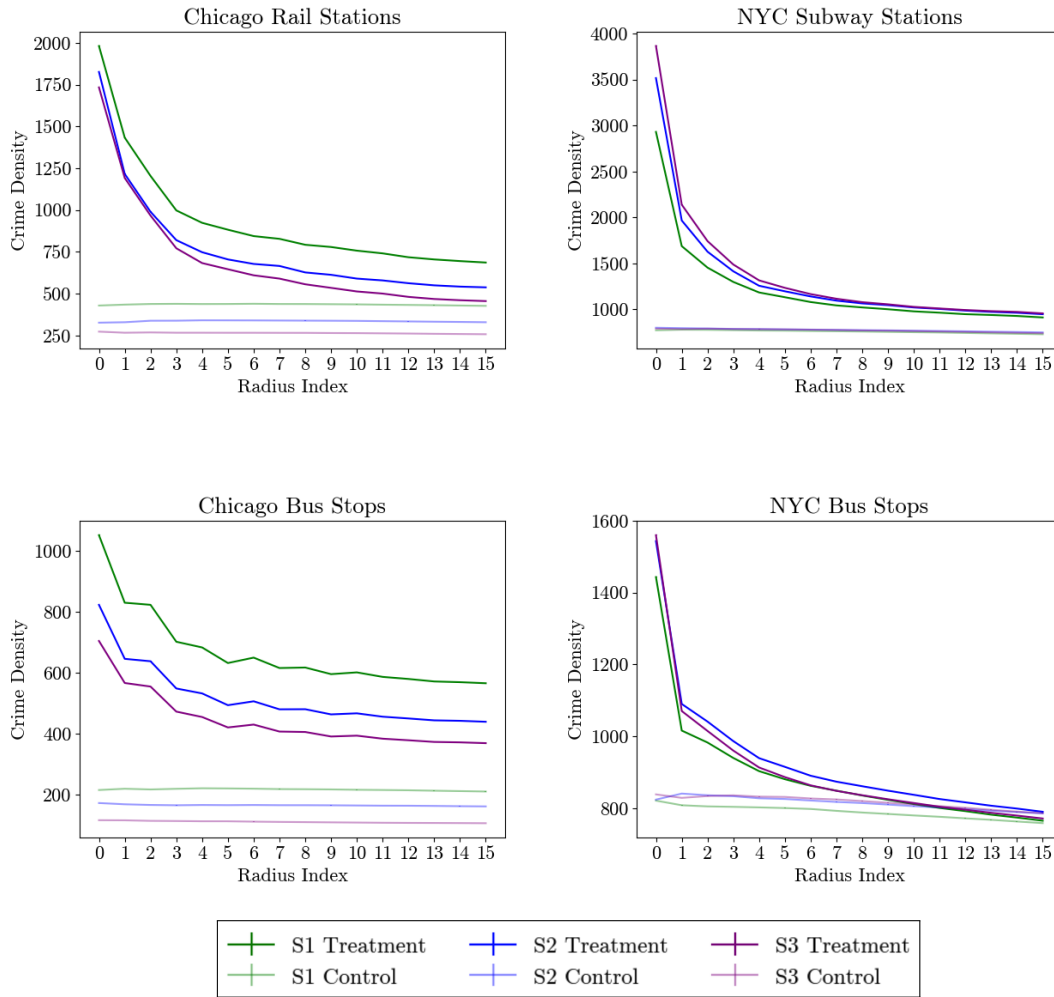 Chicago Rail Stations
2000
1750
1500
1250
1000
750
500
250
Crime Density
0 1 2 3 4 5 6 7 8 9 10 11 12 13 14 15
Radius Index
NYC Subway Stations
4000
3500
3000
2500
2000
1500
1000
Crime Density
0 1 2 3 4 5 6 7 8 9 10 11 12 13 14 15
Radius Index
Chicago Bus Stops
1000
800
600
400
200
Crime Density
0 1 2 3 4 5 6 7 8 9 10 11 12 13 14 15
Radius Index
NYC Bus Stops
1600
1400
1200
1000
800
Crime Density
0 1 2 3 4 5 6 7 8 9 10 11 12 13 14 15
Radius Index
S1 Treatment S2 Treatment S3 Treatment
S1 Control S2 Control S3 Control